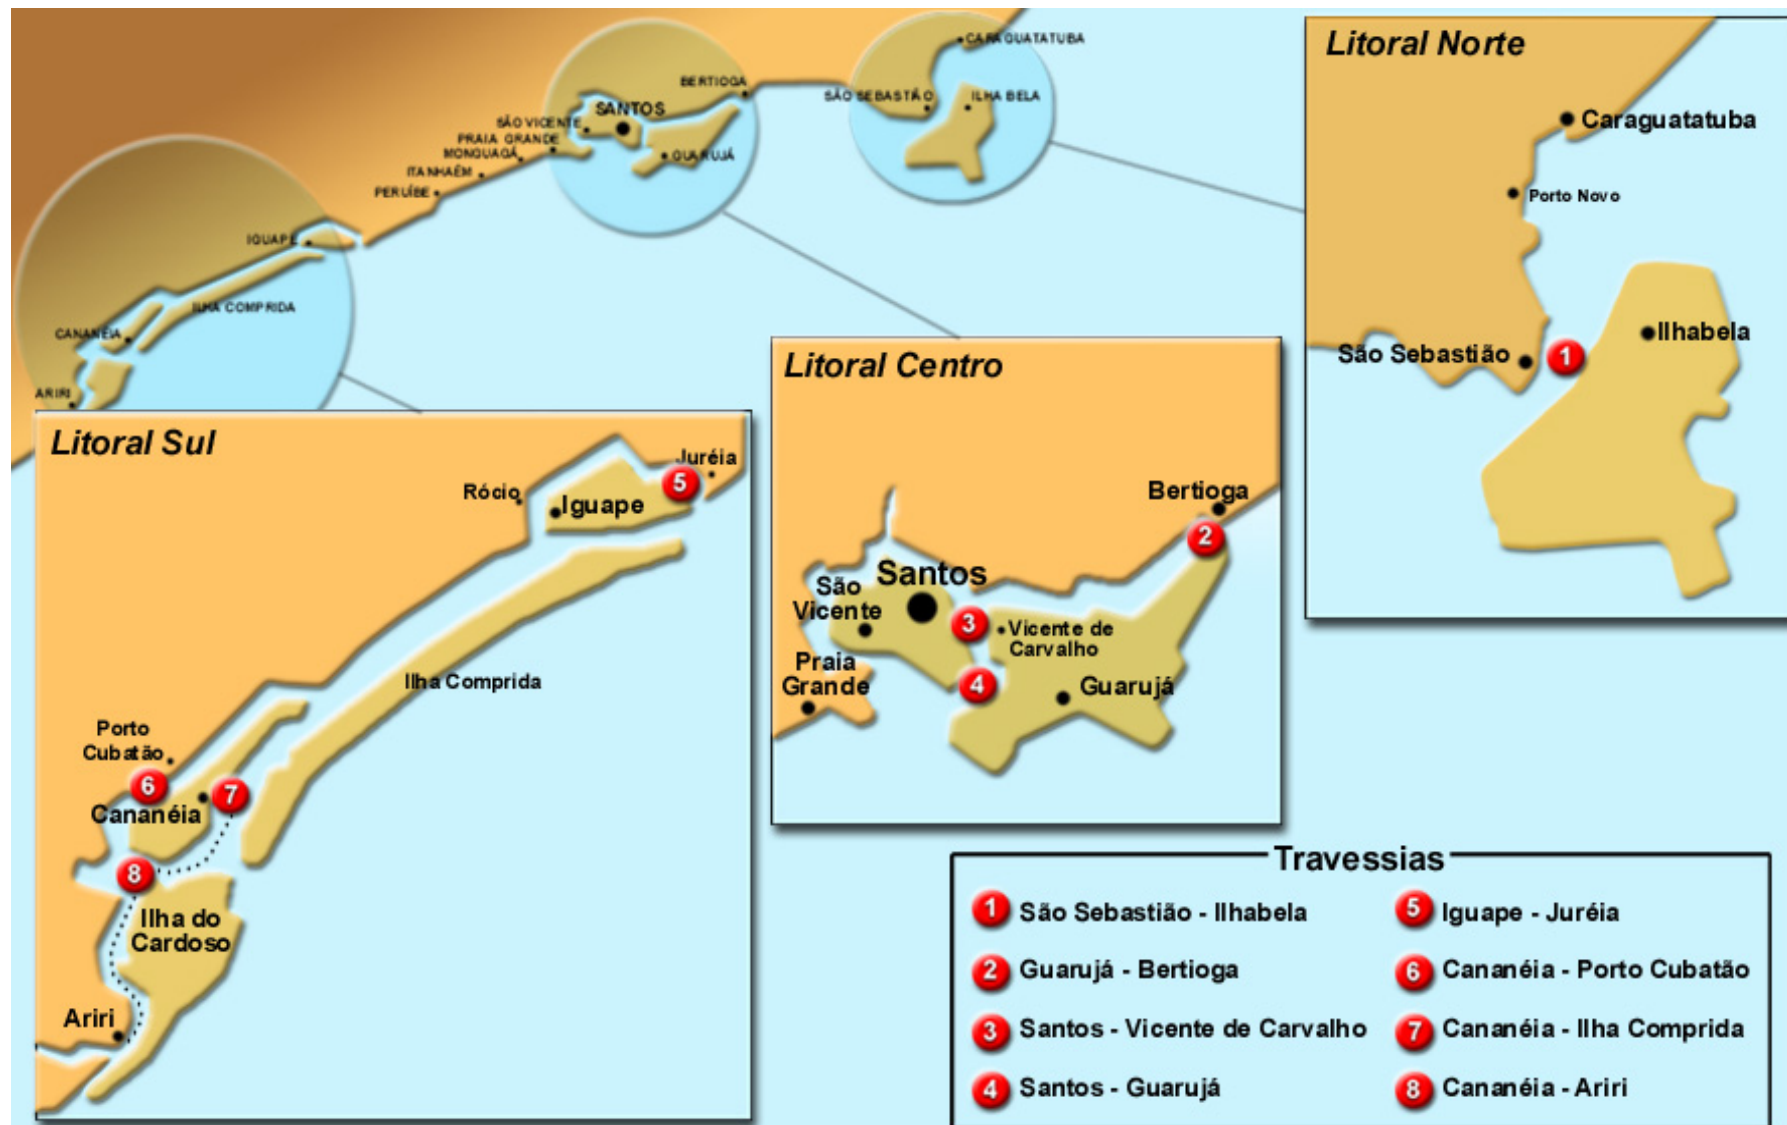 CARAGUATATUBA
BERTIOGA
SÃO SEBASTIÃO
ILHA BELA
SANTOS
SÃO VICENTE
PRAIA GRANDE
MONGUAGÁ
GUARUJÁ
ITANHAÉM
PERUÍBE
IGUAPE
ILHA COMPRIDA
CANANÉIA
ARIRI
Litoral Norte
Caraguatatuba
Porto Novo
Ilhabela
São Sebastião
1
Litoral Centro
Bertioga
2
Santos
São
Vicente
3
Vicente de
Carvalho
Praia
Grande
4
Guarujá
Litoral Sul
Juréia
5
Rócio
Iguape
Ilha Comprida
Porto
Cubatão
6
7
Cananéia
8
Ilha do
Cardoso
Ariri
Travessias
1 São Sebastião - Ilhabela
2 Guarujá - Bertioga
3 Santos - Vicente de Carvalho
4 Santos - Guarujá
5 Iguape - Juréia
6 Cananéia - Porto Cubatão
7 Cananéia - Ilha Comprida
8 Cananéia - Ariri